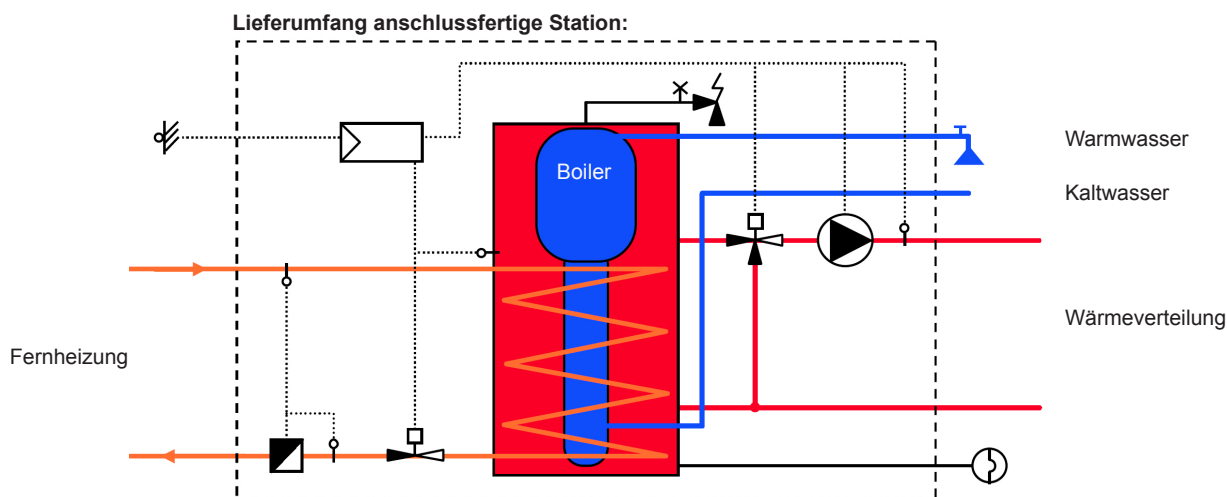 Lieferumfang anschlussfertige Station:
Warmwasser
Boiler
Kaltwasser
Wärmeverteilung
Fernheizung